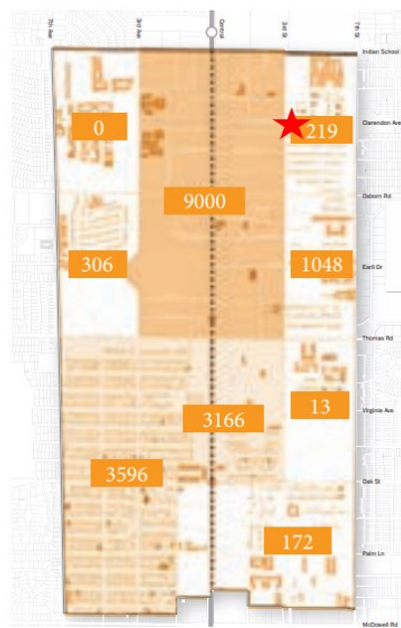 7th Ave
3rd Ave
Central
3rd St
7th St
Indian School
0
219
Clarendon Ave
9000
Osborn Rd
306
1048
Earll Dr
Thomas Rd
13
Virginia Ave
3166
3596
Oak St
172
Palm Ln
McDowell Rd